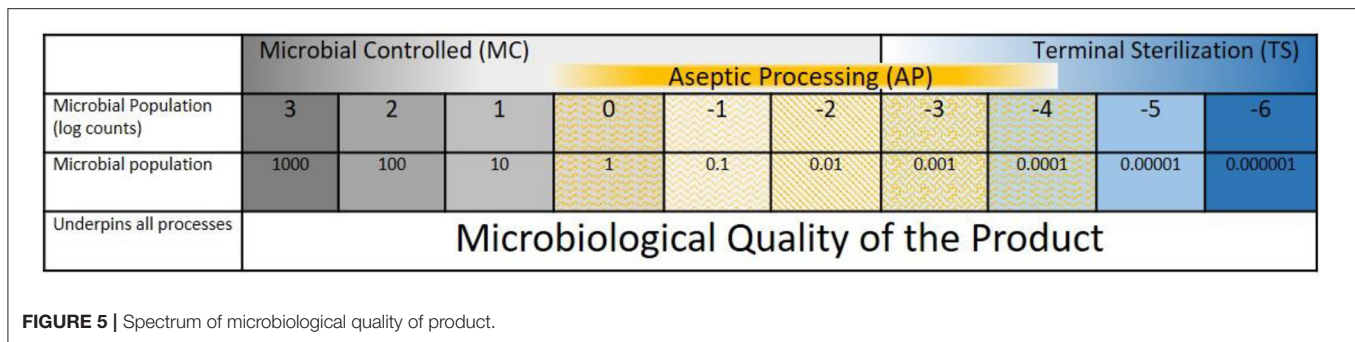 Microbial Controlled (MC) Terminal Sterilization (TS)
Aseptic Processing (AP)
Microbial Population 3 2 1 0 -1 -2 -3 -4 -5 -6
(log counts)
Microbial population 1000 100 10 1 0.1 0.01 0.001 0.0001 0.00001 0.000001
Underpins all processes
Microbiological Quality of the Product
FIGURE 5 | Spectrum of microbiological quality of product.